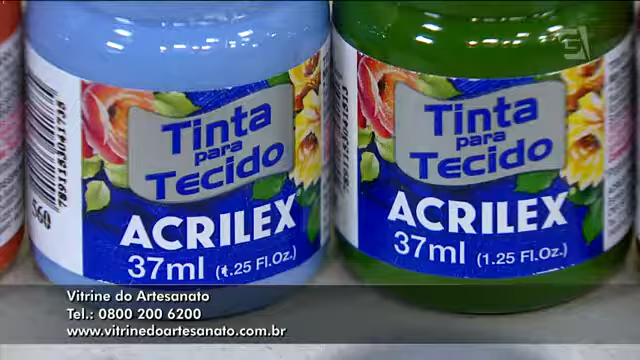 Tinta
para
Tecido
ACRILEX
37ml (1.25 Fl.Oz.)
560
Tinta
para
Tecido
ACRILEX
37ml (1.25 Fl.Oz.)
Vitrine do Artesanato
Tel.: 0800 200 6200
www.vitrinedoartesanato.com.br